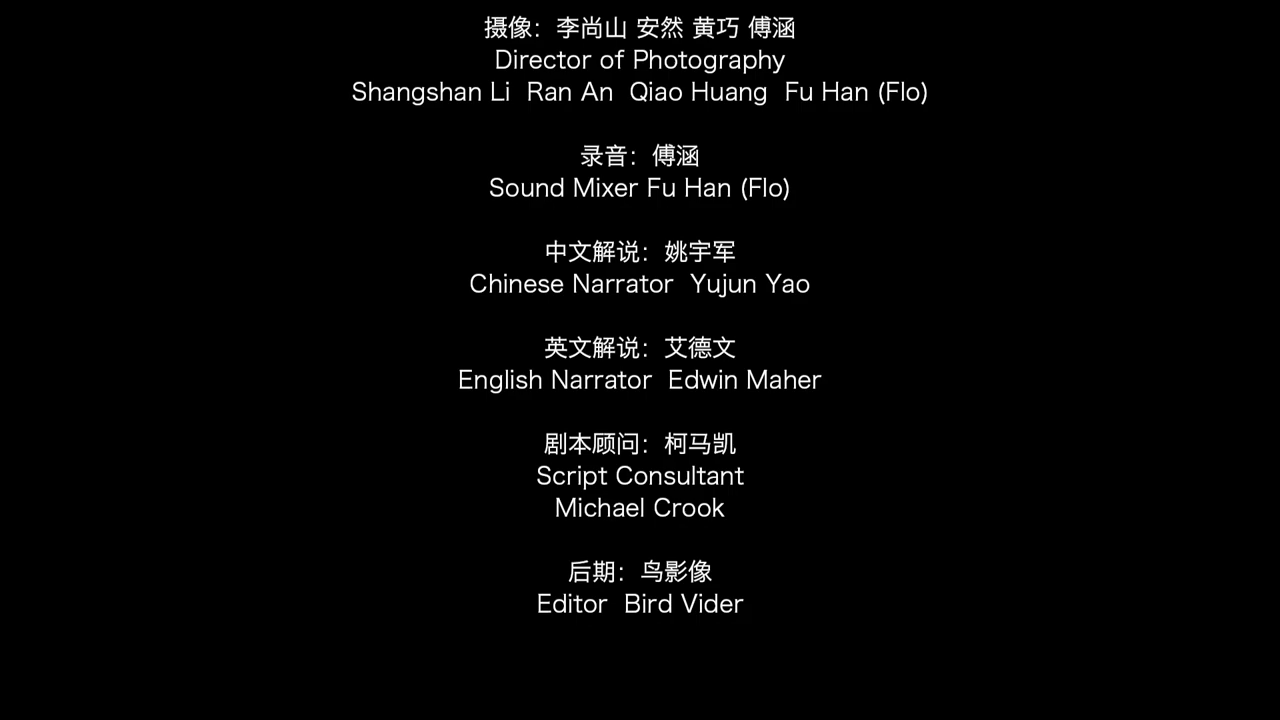 摄像：李尚山 安然 黄巧 傅涵
Director of Photography
Shangshan Li  Ran An  Qiao Huang  Fu Han (Flo)
录音：傅涵
Sound Mixer Fu Han (Flo)
中文解说：姚宇军
Chinese Narrator  Yujun Yao
英文解说：艾德文
English Narrator  Edwin Maher
剧本顾问：柯马凯
Script Consultant
Michael Crook
后期：鸟影像
Editor  Bird Vider